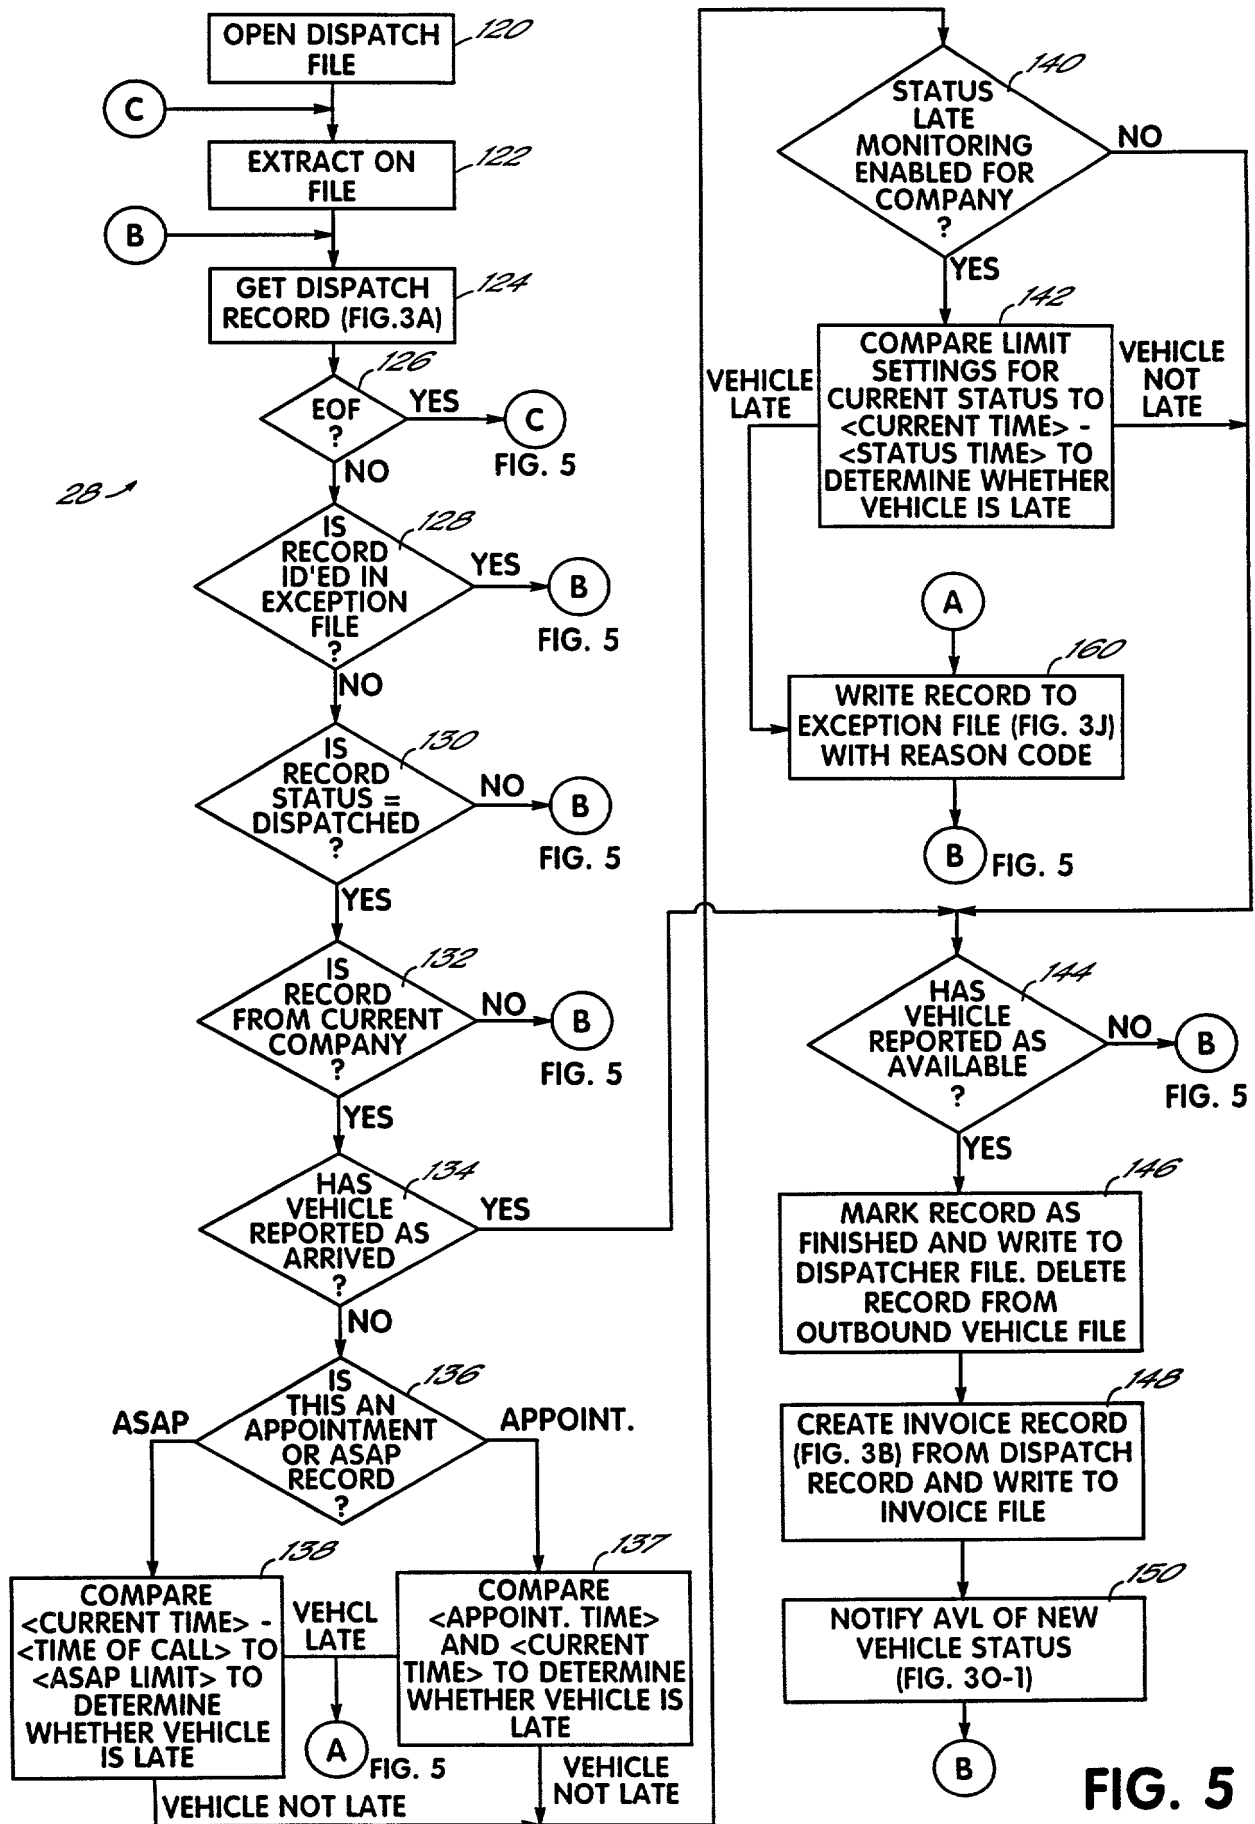 OPEN DISPATCH
FILE
120
C
EXTRACT ON
FILE
122
B
GET DISPATCH
RECORD (FIG.3A)
124
126
EOF
?
YES
C
FIG. 5
NO
28
IS
RECORD
ID'ED IN
EXCEPTION
FILE
?
128
YES
B
FIG. 5
NO
IS
RECORD
STATUS =
DISPATCHED
?
130
NO
B
FIG. 5
YES
IS
RECORD
FROM CURRENT
COMPANY
?
132
NO
B
FIG. 5
YES
HAS
VEHICLE
REPORTED AS
ARRIVED
?
134
YES
NO
IS
THIS AN
APPOINTMENT
OR ASAP
RECORD
?
136
ASAP
APPOINT.
138
COMPARE
<CURRENT TIME> -
<TIME OF CALL> TO
<ASAP LIMIT> TO
DETERMINE
WHETHER VEHICLE
IS LATE
VEHCL
LATE
A
FIG. 5
137
COMPARE
<APPOINT. TIME>
AND <CURRENT
TIME> TO DETERMINE
WHETHER VEHICLE IS
LATE
VEHICLE NOT LATE
VEHICLE
NOT LATE
STATUS
LATE
MONITORING
ENABLED FOR
COMPANY
?
140
NO
YES
142
COMPARE LIMIT
SETTINGS FOR
CURRENT STATUS TO
<CURRENT TIME> -
<STATUS TIME> TO
DETERMINE WHETHER
VEHICLE IS LATE
VEHICLE
LATE
VEHICLE
NOT
LATE
A
160
WRITE RECORD TO
EXCEPTION FILE (FIG. 3J)
WITH REASON CODE
B
FIG. 5
HAS
VEHICLE
REPORTED AS
AVAILABLE
?
144
NO
B
FIG. 5
YES
146
MARK RECORD AS
FINISHED AND WRITE TO
DISPATCHER FILE. DELETE
RECORD FROM
OUTBOUND VEHICLE FILE
148
CREATE INVOICE RECORD
(FIG. 3B) FROM DISPATCH
RECORD AND WRITE TO
INVOICE FILE
150
NOTIFY AVL OF NEW
VEHICLE STATUS
(FIG. 3O-1)
B
FIG. 5